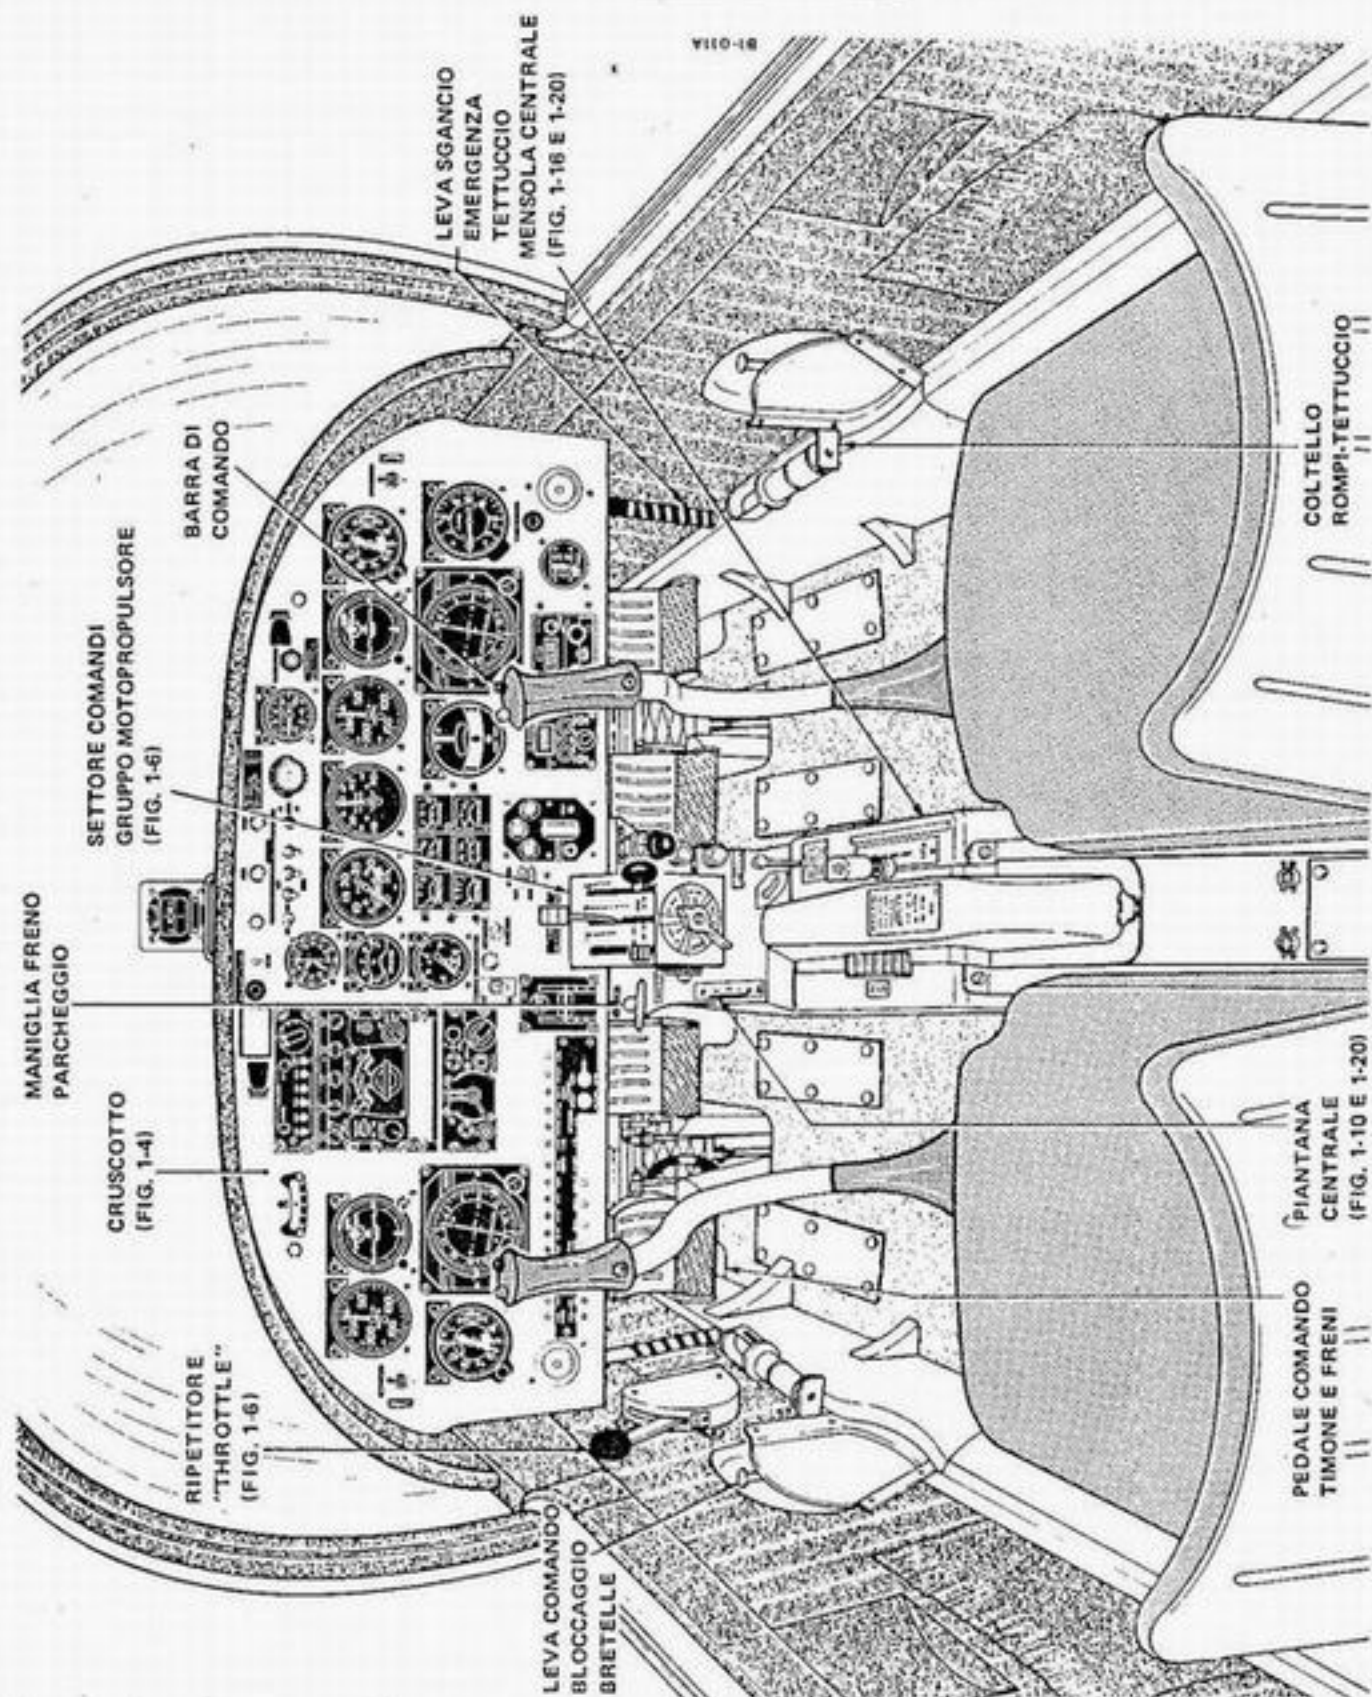 LEVA COMANDO
BLOCCAGGIO
BRETELLE
RIPETITORE
"THROTTLE"
(FIG. 1-6)
CRUSCOTTO
(FIG. 1-4)
MANIGLIA FRENO
PARCHEGGIO
SETTORE COMANDI
GRUPPO MOTOPROPULSORE
(FIG. 1-6)
BARRA DI
COMANDO
LEVA SGANCIO
EMERGENZA
TETTUCCIO
MENSOLA CENTRALE
(FIG. 1-16 E 1-20)
PEDALE COMANDO
TIMONE E FRENI
PIANTANA
CENTRALE
(FIG. 1-10 E 1-20)
COLTELLO
ROMPI-TETTUCCIO
B1-011A